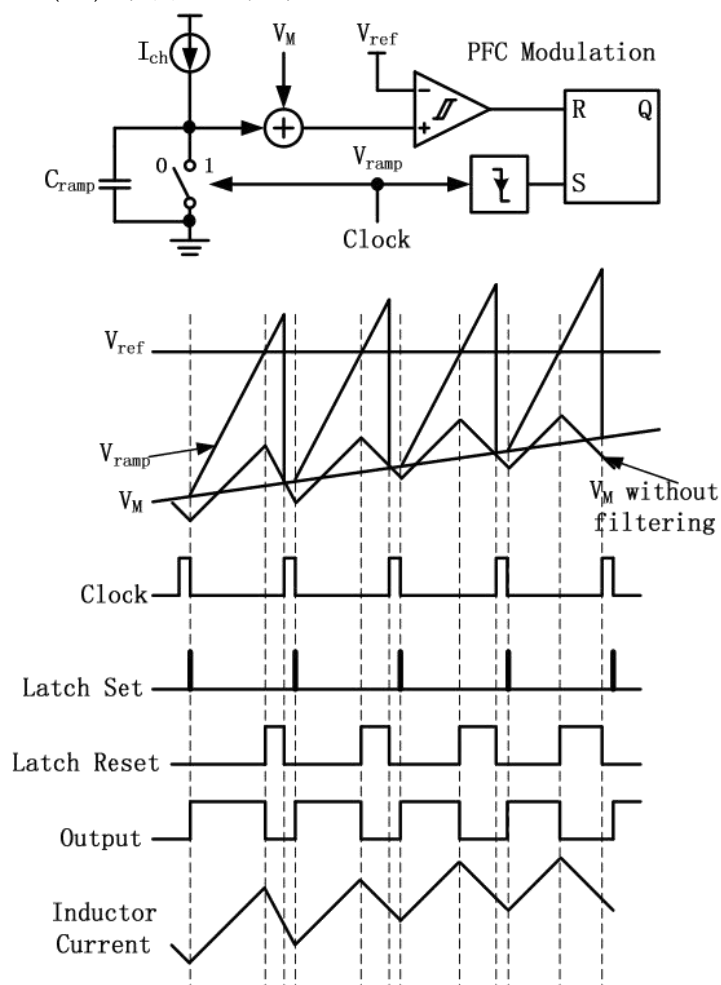 I_ch
V_M
V_ref
PFC Modulation
R
Q
C_ramp
0
1
V_ramp
S
Clock
V_ref
V_ramp
V_M
V_M without
filtering
Clock
Latch Set
Latch Reset
Output
Inductor
Current